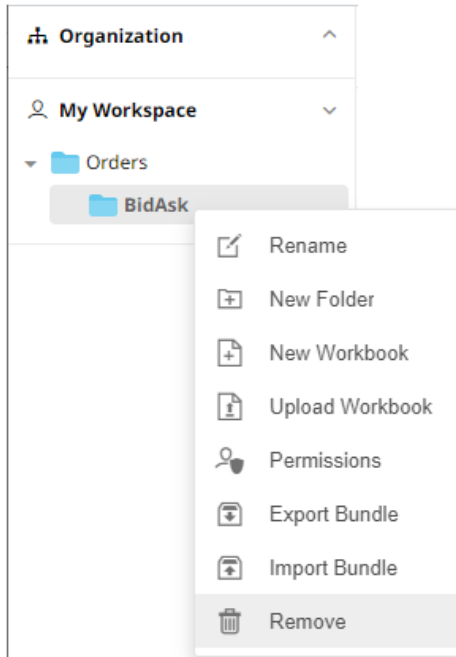 Organization
My Workspace
Orders
BidAsk
Rename
New Folder
New Workbook
Upload Workbook
Permissions
Export Bundle
Import Bundle
Remove